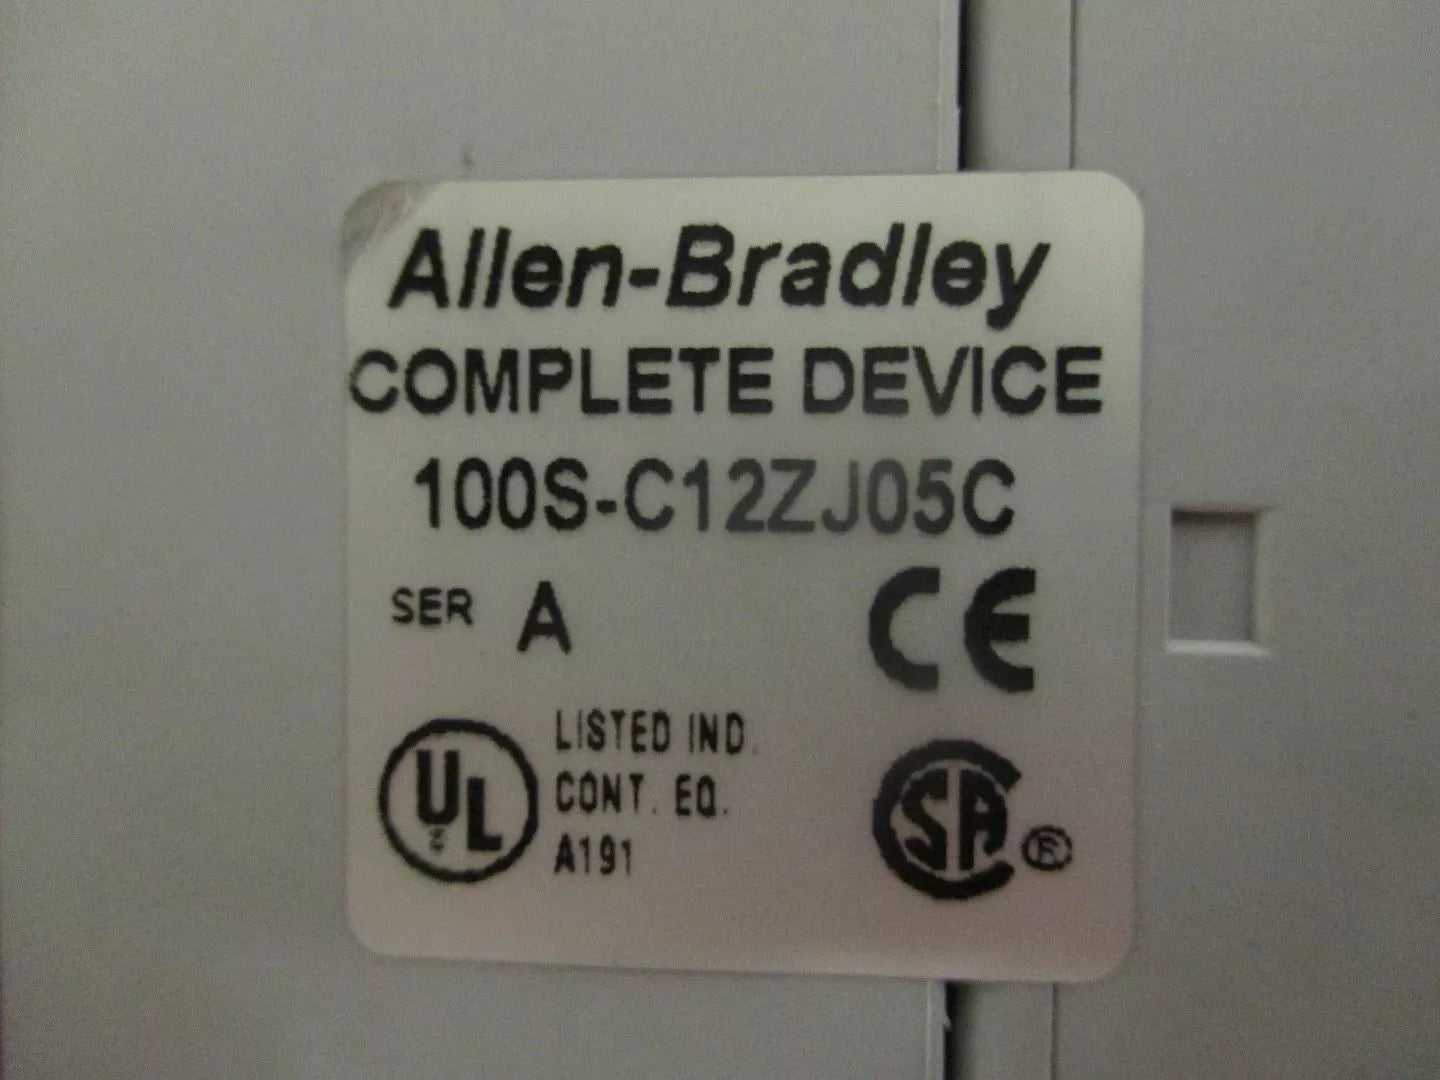 Allen-Bradley
COMPLETE DEVICE
100S-C12ZJ05C
SER A
CE
UL
LISTED IND.
CONT. EQ.
A191
SA ®